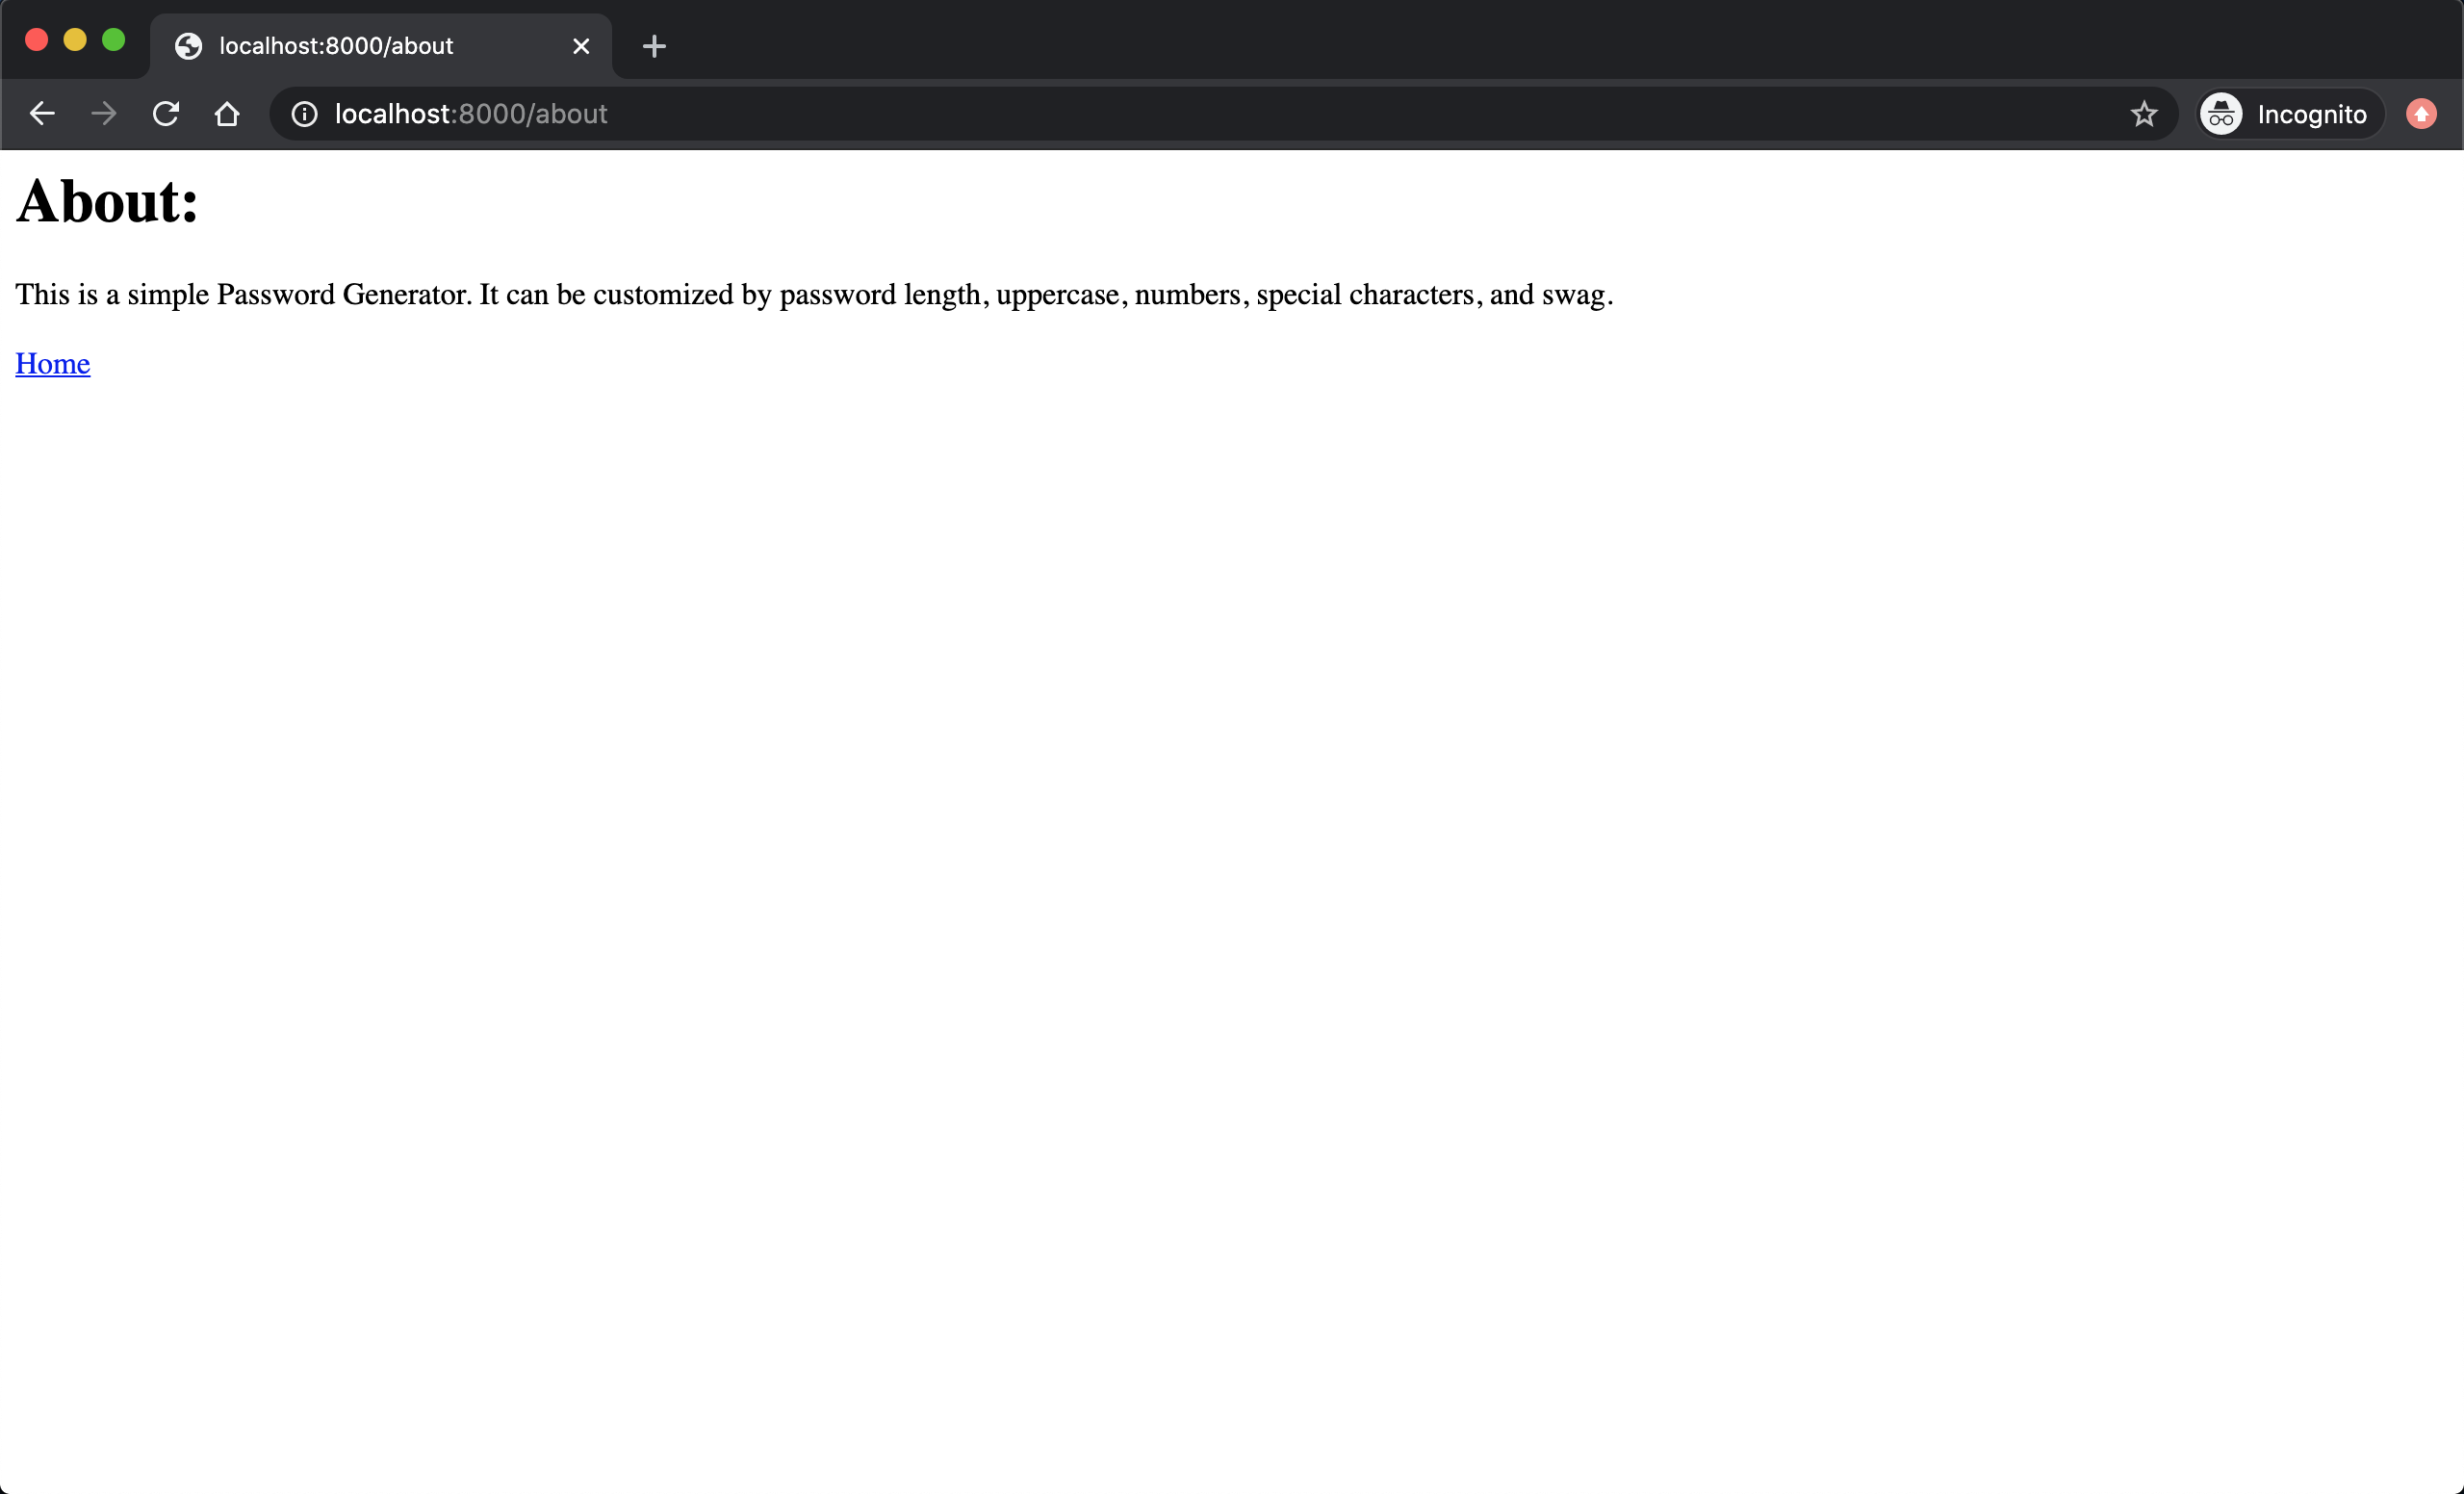 localhost:8000/about
localhost:8000/about
Incognito
About:
This is a simple Password Generator. It can be customized by password length, uppercase, numbers, special characters, and swag.
Home